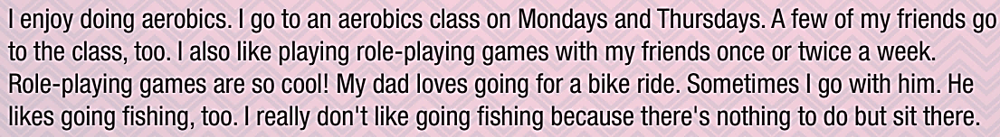 I enjoy doing aerobics. I go to an aerobics class on Mondays and Thursdays. A few of my friends go
to the class, too. I also like playing role-playing games with my friends once or twice a week.
Role-playing games are so cool! My dad loves going for a bike ride. Sometimes I go with him. He
likes going fishing, too. I really don't like going fishing because there's nothing to do but sit there.